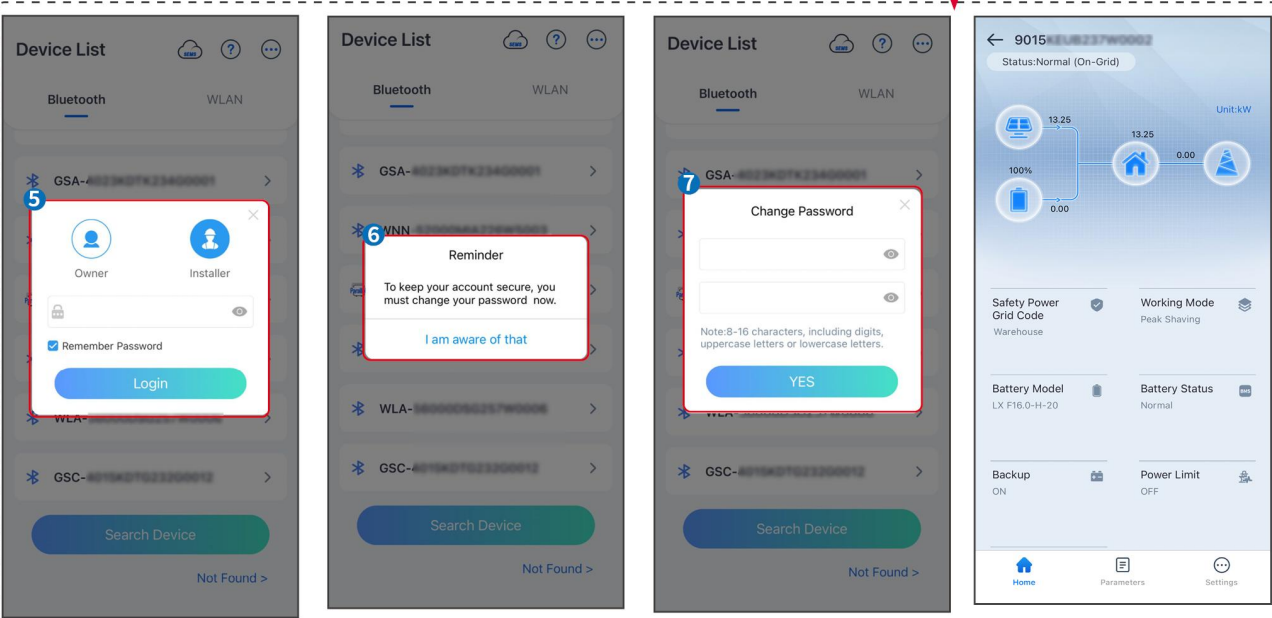 Device List
NEWS
?
Bluetooth
WLAN
GSA-
5
Owner
Installer
Remember Password
Login
WLA-
GSC-
Search Device
Not Found >
Device List
NEWS
?
Bluetooth
WLAN
GSA-
WNN
6
Reminder
To keep your account secure, you
must change your password now.
I am aware of that
WLA-
GSC-
Search Device
Not Found >
Device List
NEWS
?
Bluetooth
WLAN
GSA-
7
Change Password
Note:8-16 characters, including digits,
uppercase letters or lowercase letters.
YES
WLA-
GSC-
Search Device
Not Found >
9015
Status:Normal (On-Grid)
Unit:kW
13.25
13.25
0.00
100%
0.00
Safety Power
Grid Code
Warehouse
Working Mode
Peak Shaving
Battery Model
LX F16.0-H-20
Battery Status
Normal
BMS
Backup
ON
Power Limit
OFF
Home
Parameters
Settings